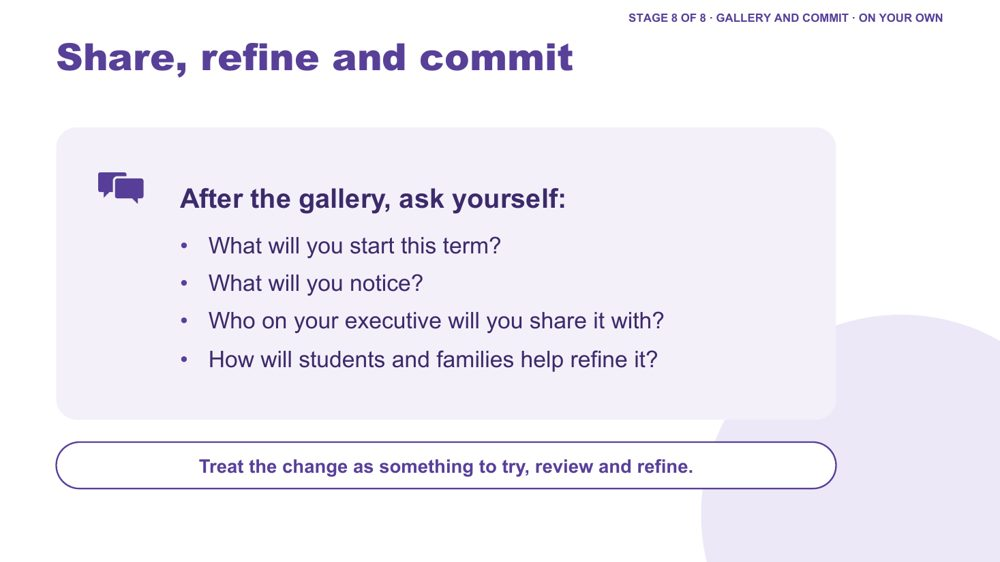 STAGE 8 OF 8 · GALLERY AND COMMIT · ON YOUR OWN
Share, refine and commit
After the gallery, ask yourself:
• What will you start this term?
• What will you notice?
• Who on your executive will you share it with?
• How will students and families help refine it?
Treat the change as something to try, review and refine.